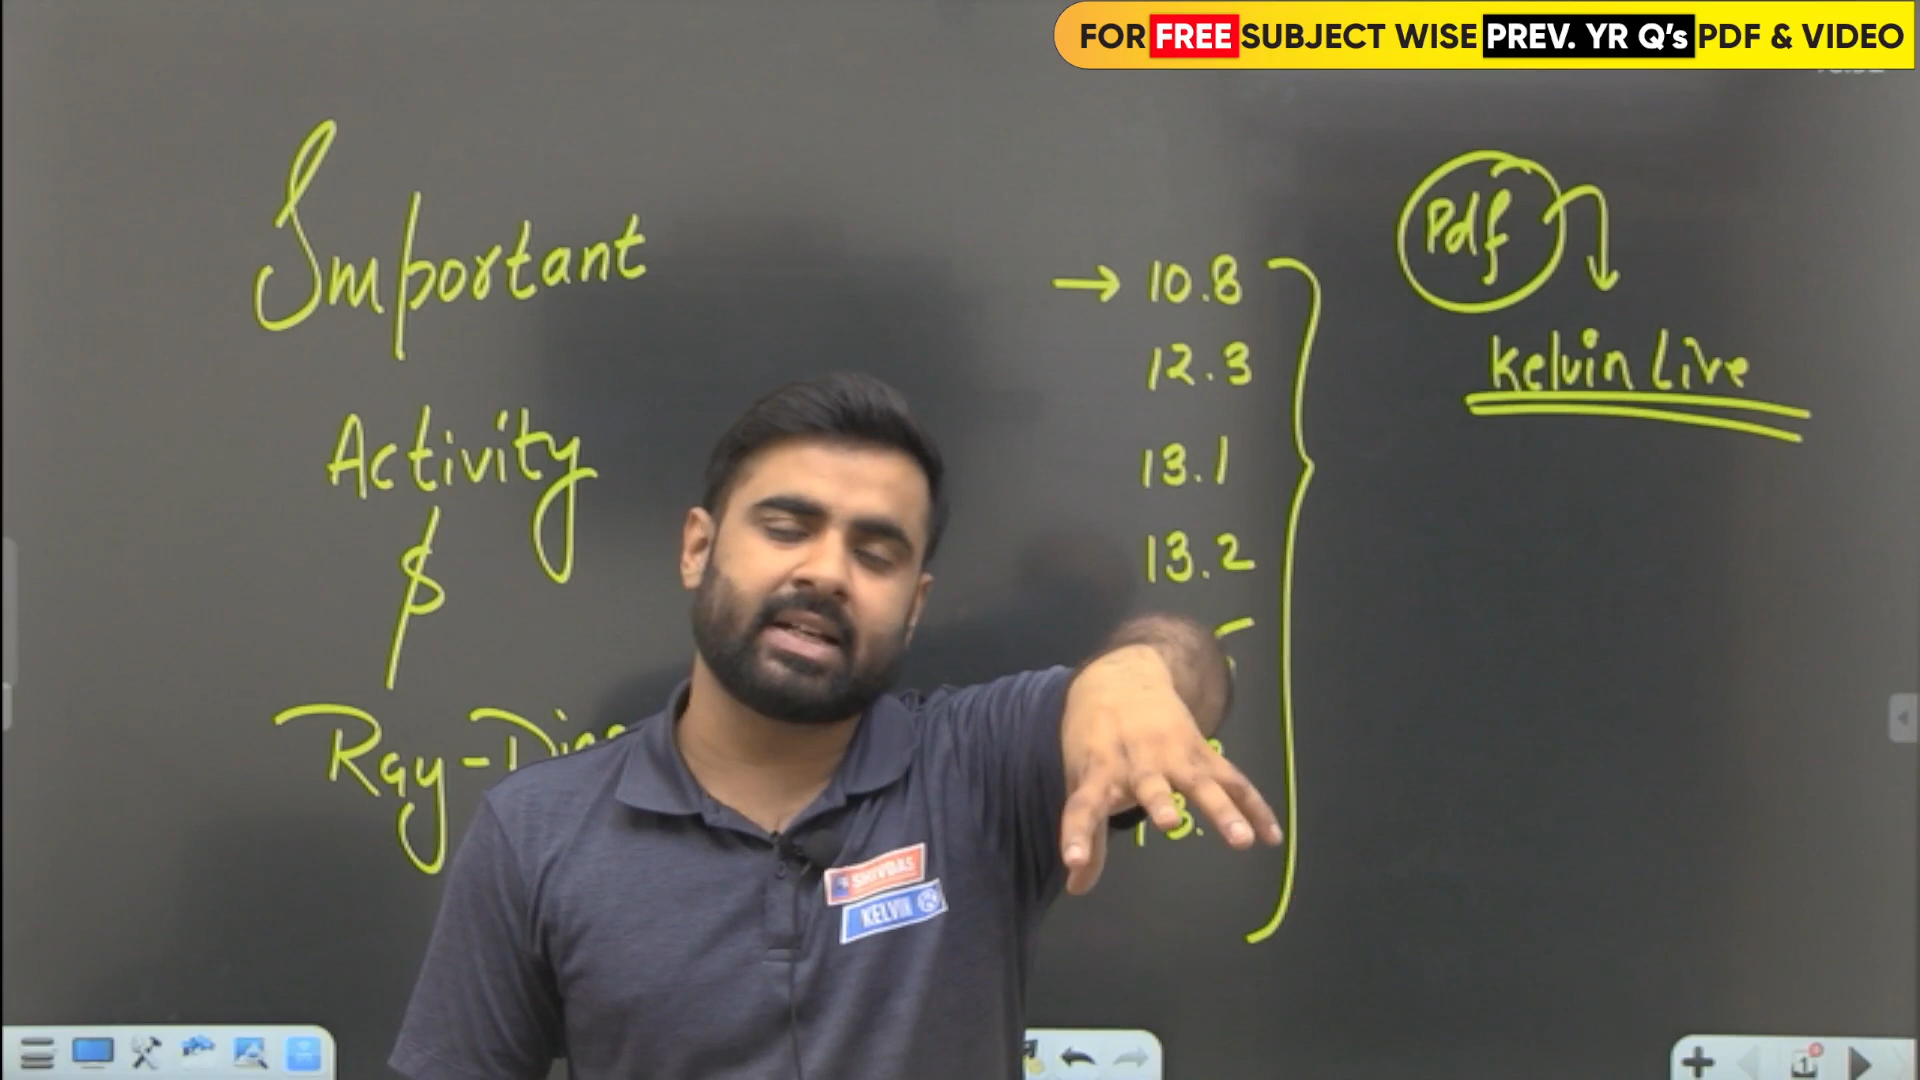 FOR FREE SUBJECT WISE PREV. YR Q's PDF & VIDEO
Important
Activity
&
Ray-
→ 10.8
12.3
13.1
13.2
Pdf
Kelvin Live
SHIVDAS
KELVIN